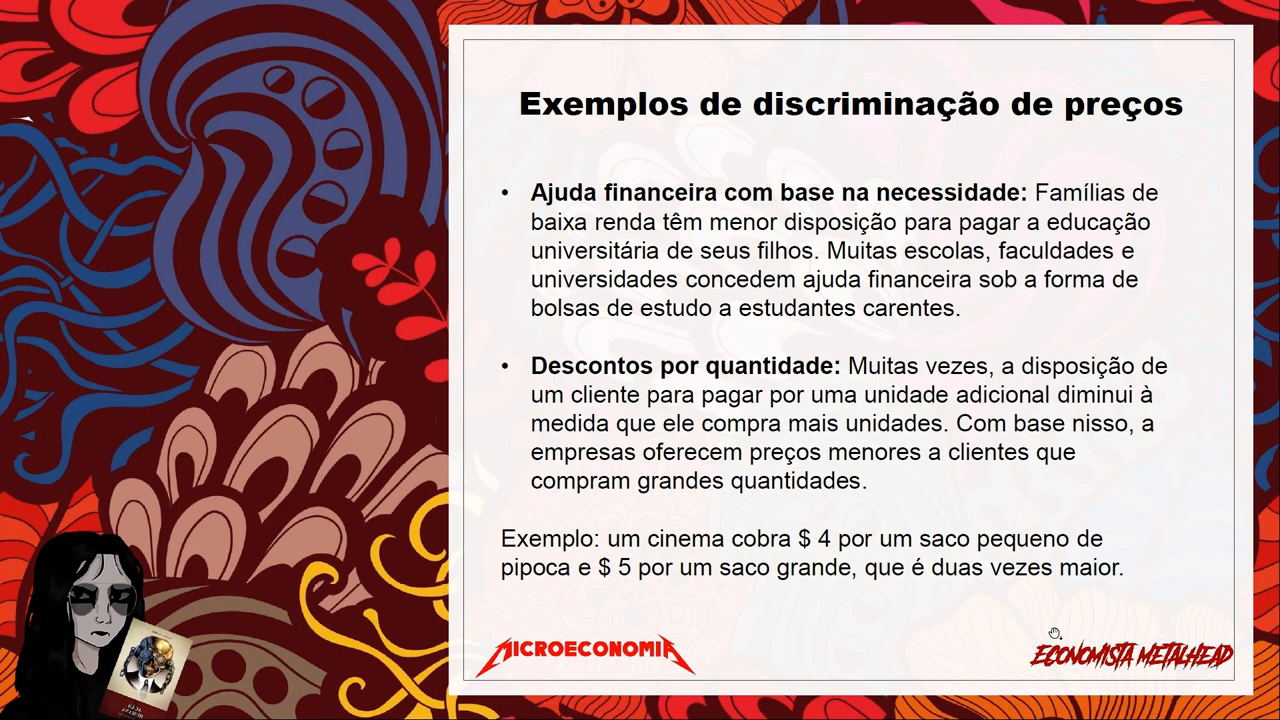 Exemplos de discriminação de preços
• Ajuda financeira com base na necessidade: Famílias de
baixa renda têm menor disposição para pagar a educação
universitária de seus filhos. Muitas escolas, faculdades e
universidades concedem ajuda financeira sob a forma de
bolsas de estudo a estudantes carentes.
• Descontos por quantidade: Muitas vezes, a disposição de
um cliente para pagar por uma unidade adicional diminui à
medida que ele compra mais unidades. Com base nisso, a
empresas oferecem preços menores a clientes que
compram grandes quantidades.
Exemplo: um cinema cobra $ 4 por um saco pequeno de
pipoca e $ 5 por um saco grande, que é duas vezes maior.
MICROECONOMIA
ECONOMISTA METALHEAD